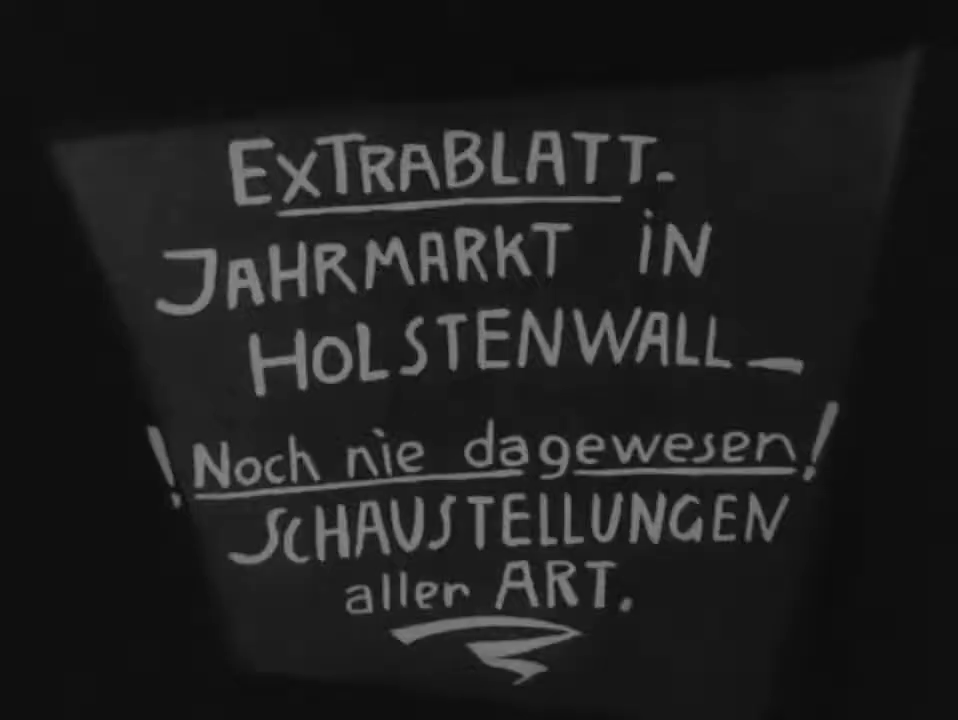 EXTRABLATT.
JAHRMARKT iN
HOLSTENWALL –
! Noch nie dagewesen !
SCHAUSTELLUNGEN
aller ART.